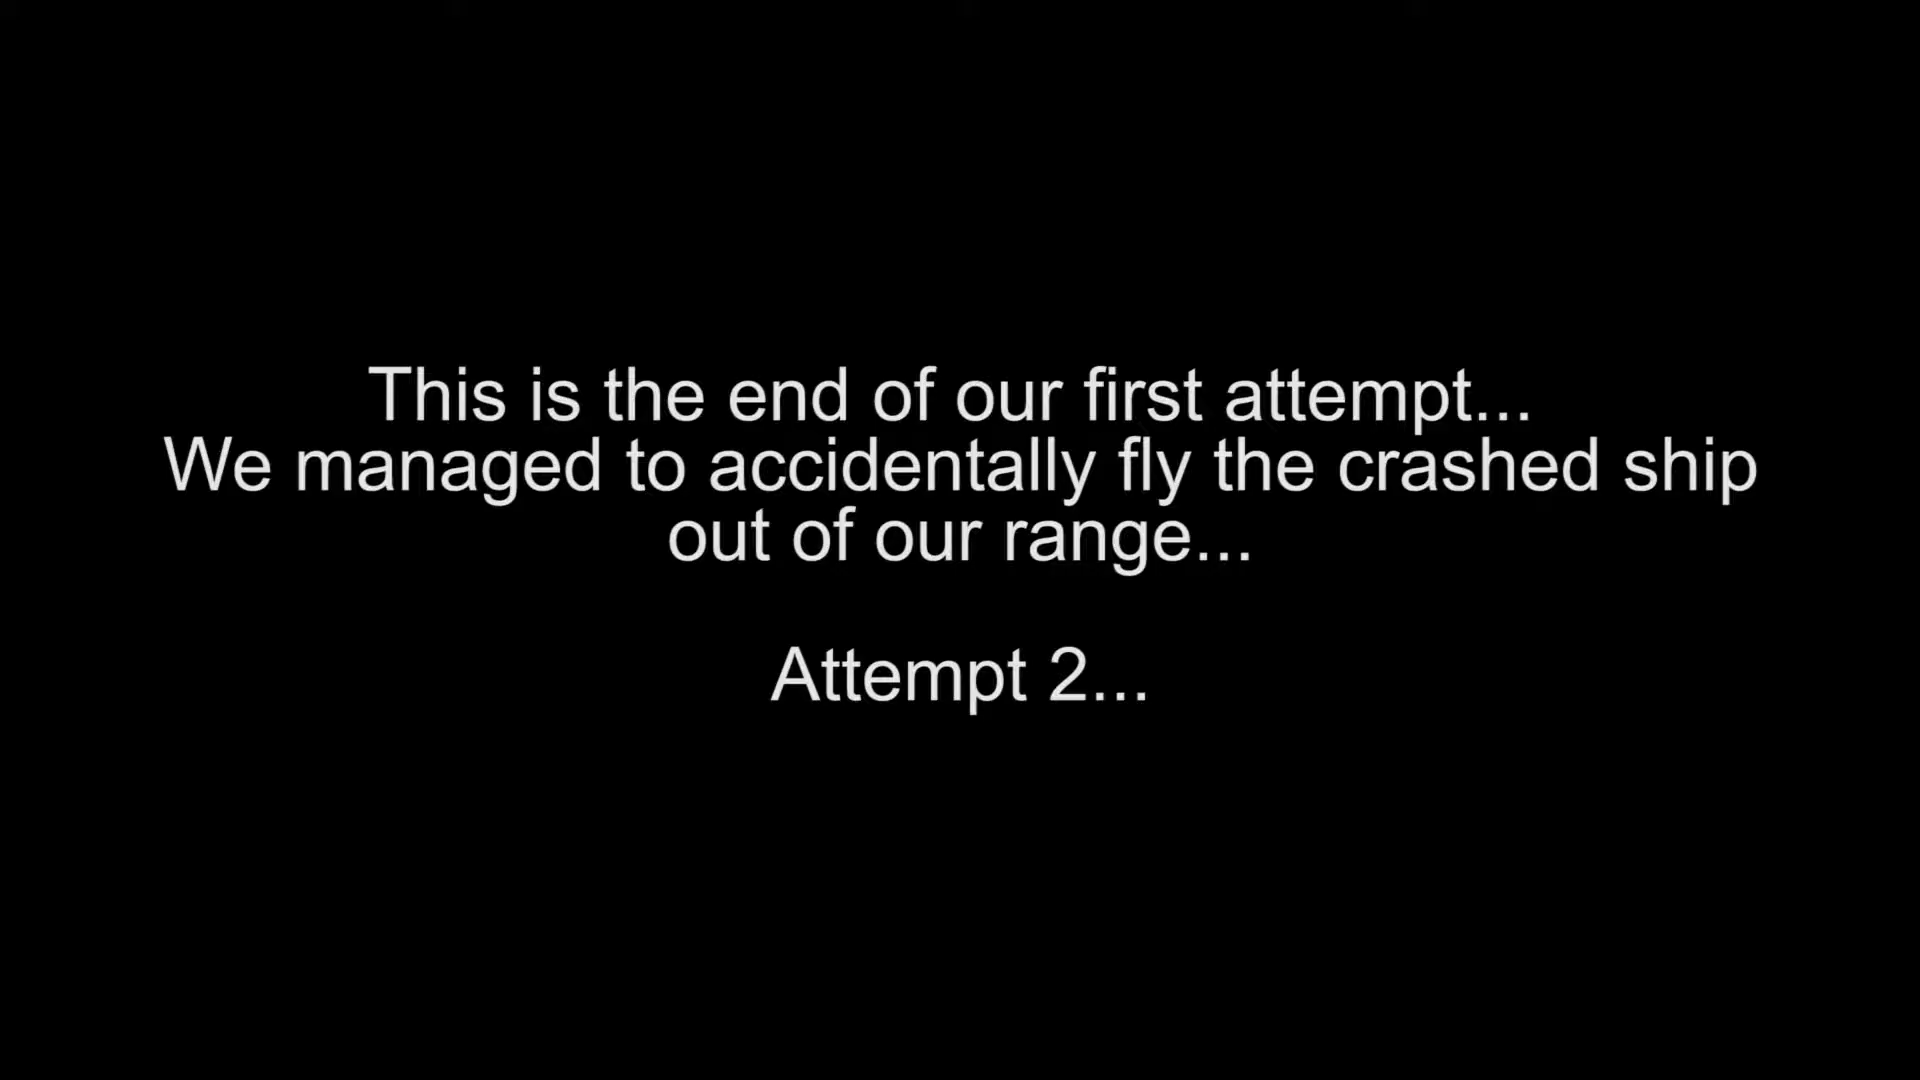 This is the end of our first attempt...
We managed to accidentally fly the crashed ship
out of our range...
Attempt 2...